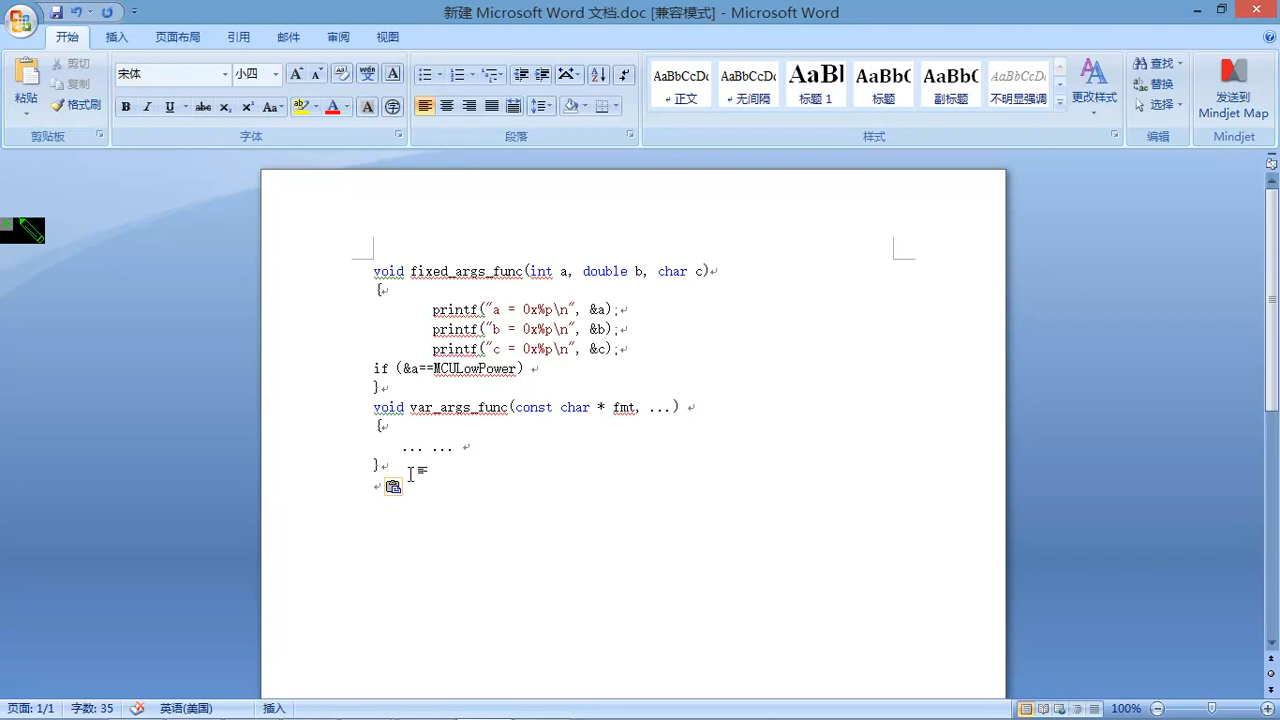 新建 Microsoft Word 文档.doc [兼容模式] - Microsoft Word
开始 插入 页面布局 引用 邮件 审阅 视图
粘贴 剪切
复制
格式刷
剪贴板
宋体 小四
B I U abc X₂ X² Aa
字体
段落
AaBbCcDc AaBbCcDc AaBbC AaBbC AaBbC AaBbCcDc
正文 无间隔 标题 1 标题 副标题 不明显强调
更改样式
样式
查找
替换
选择
编辑
发送到
Mindjet Map
Mindjet
void fixed_args_func(int a, double b, char c)
{
printf("a = 0x%p\n", &a);
printf("b = 0x%p\n", &b);
printf("c = 0x%p\n", &c);
if (&a==MCULowPower)
}
void var_args_func(const char * fmt, ...)
{
... ...
}
页面: 1/1 字数: 35 英语(美国) 插入 100%